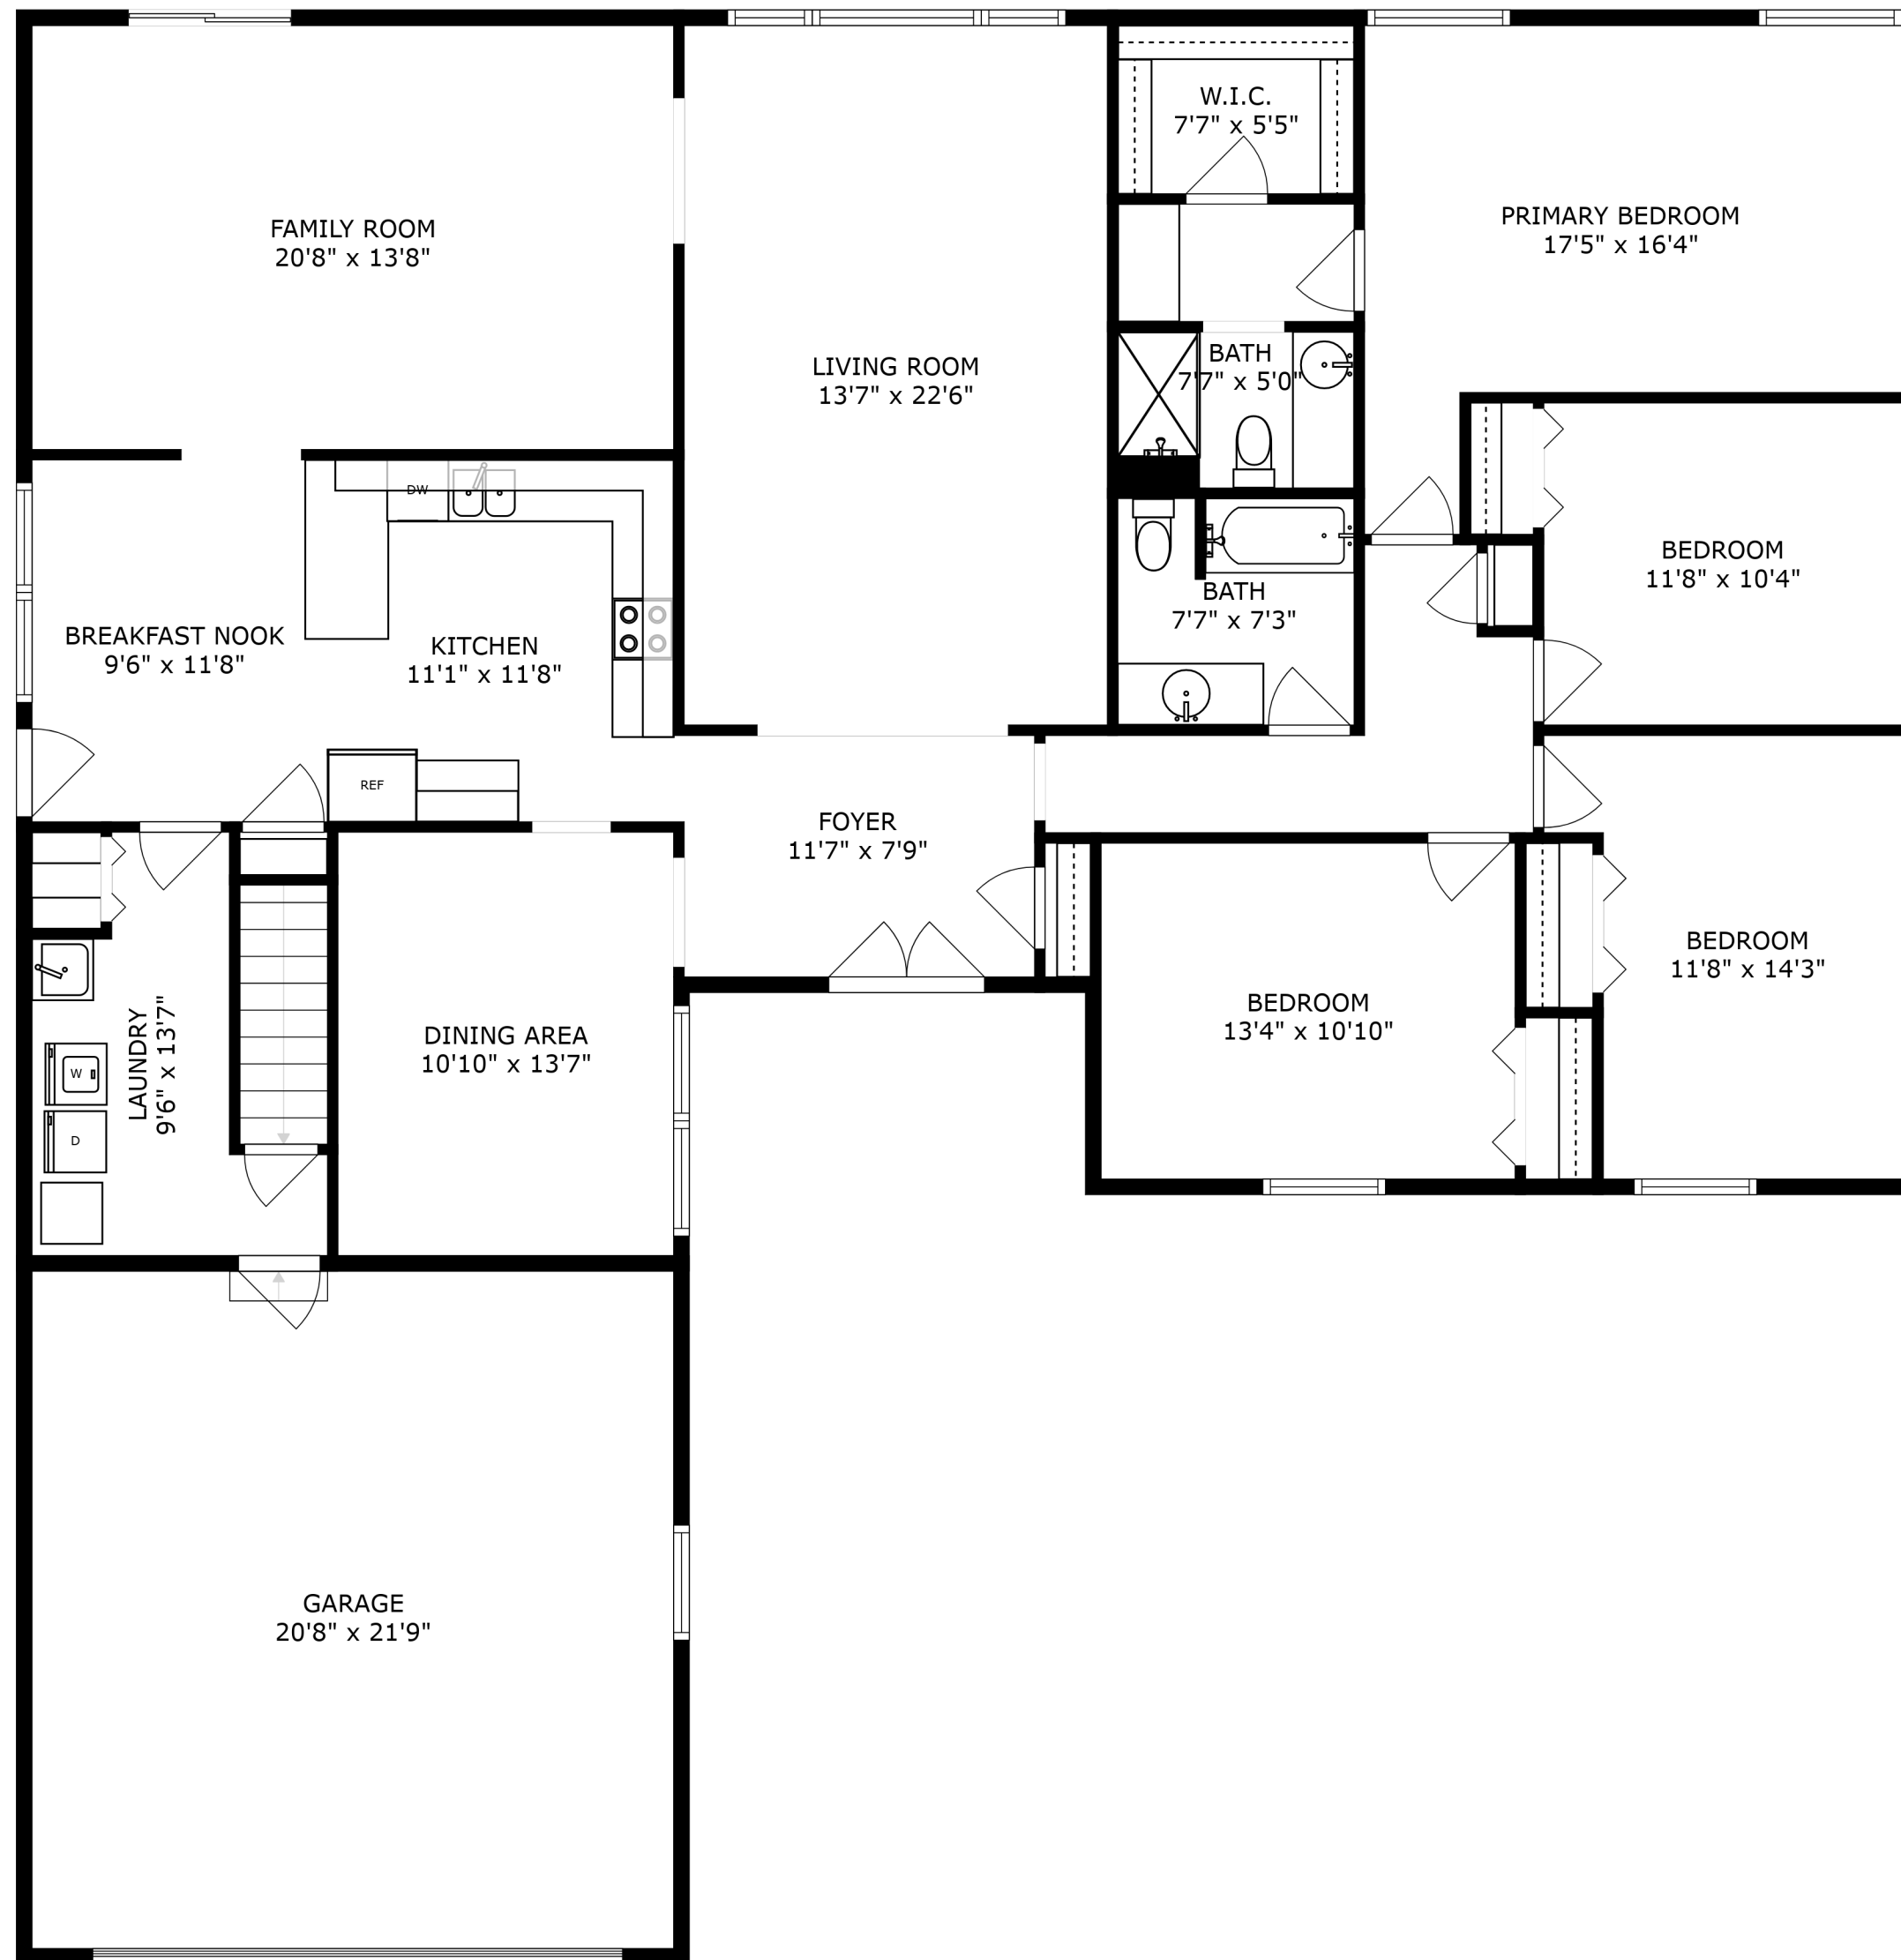 W.I.C.
7'7" x 5'5"
PRIMARY BEDROOM
17'5" x 16'4"
FAMILY ROOM
20'8" x 13'8"
LIVING ROOM
13'7" x 22'6"
BATH
7'7" x 5'0"
DW
BEDROOM
11'8" x 10'4"
BATH
7'7" x 7'3"
BREAKFAST NOOK
9'6" x 11'8"
KITCHEN
11'1" x 11'8"
REF
FOYER
11'7" x 7'9"
BEDROOM
11'8" x 14'3"
BEDROOM
13'4" x 10'10"
DINING AREA
10'10" x 13'7"
LAUNDRY
9'6" x 13'7"
W
D
GARAGE
20'8" x 21'9"